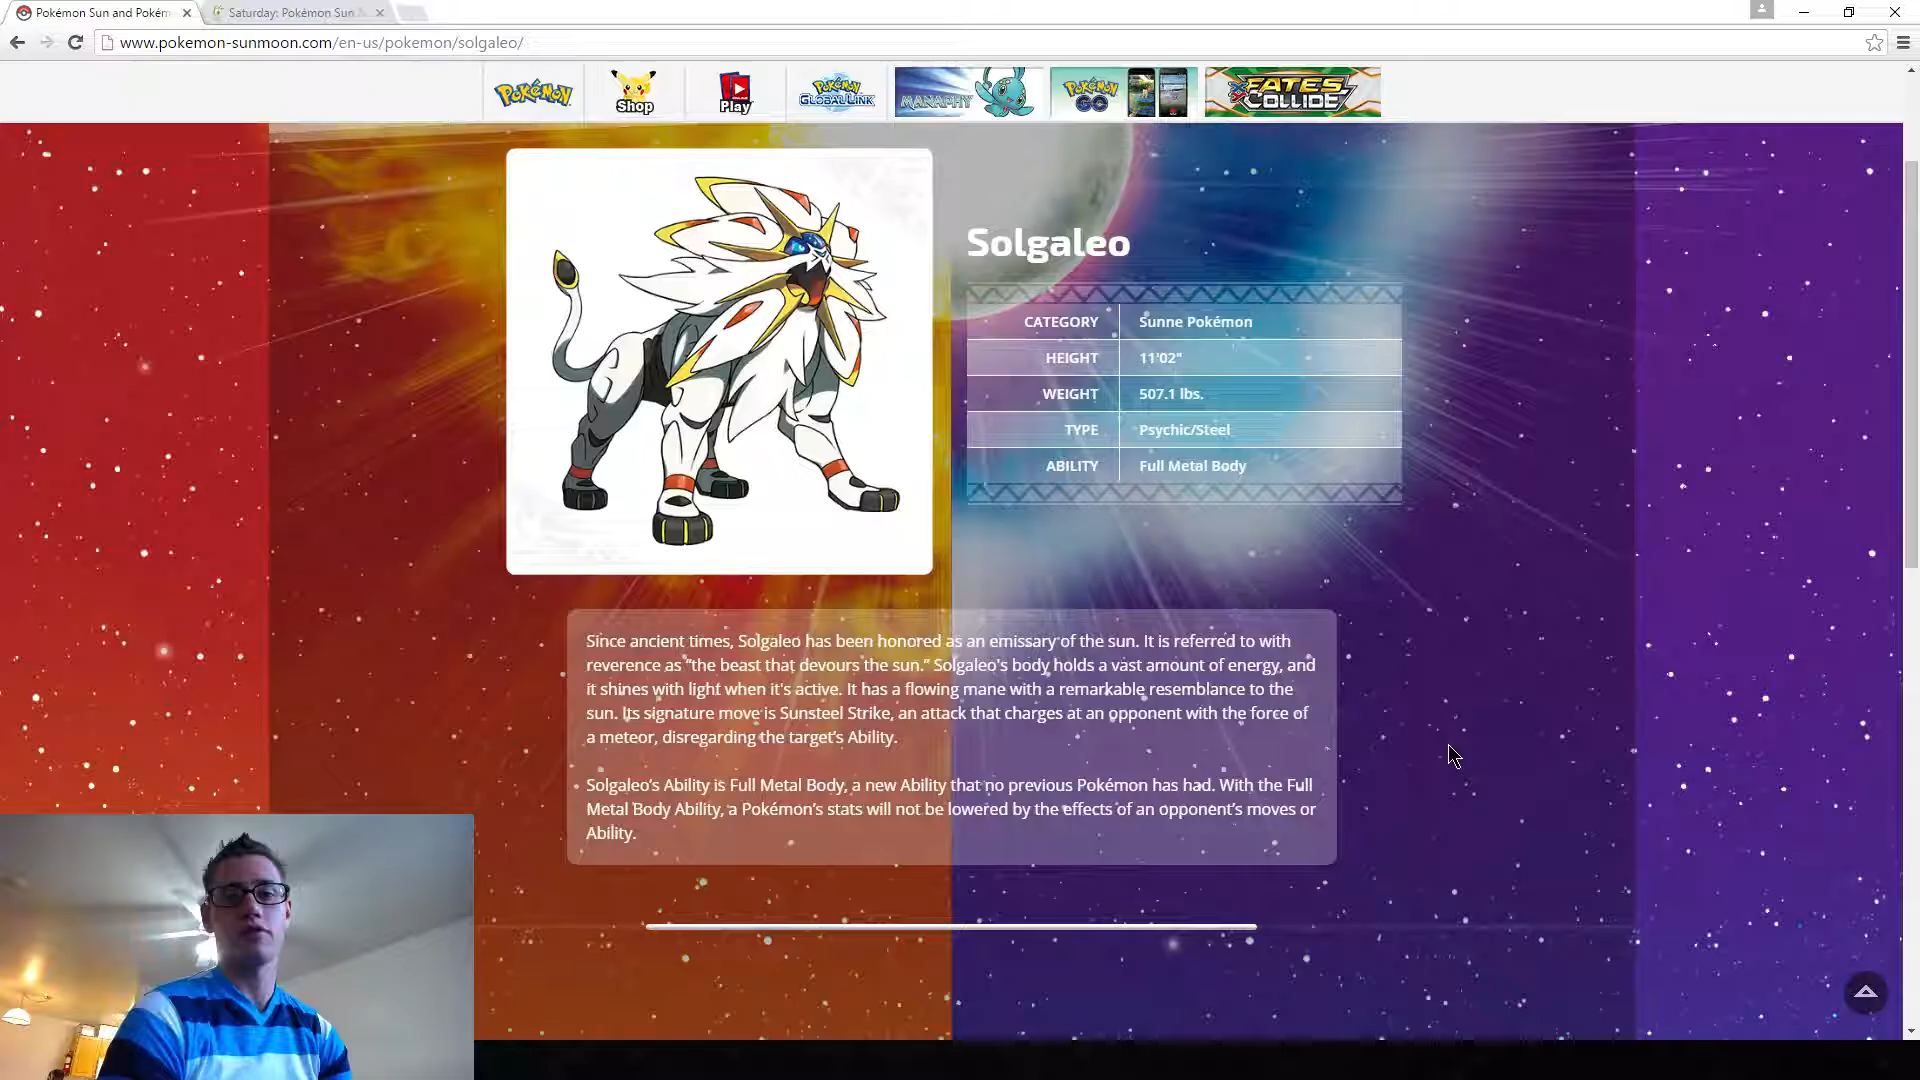 Pokémon Sun and Pokém
Saturday: Pokémon Sun
www.pokemon-sunmoon.com/en-us/pokemon/solgaleo/
Pokémon
Shop
Play
Pokémon
GLOBAL LINK
MANAPHY
Pokémon
GO
FATES
COLLIDE
Solgaleo
CATEGORY Sunne Pokémon
HEIGHT 11'02"
WEIGHT 507.1 lbs.
TYPE Psychic/Steel
ABILITY Full Metal Body
Since ancient times, Solgaleo has been honored as an emissary of the sun. It is referred to with
reverence as "the beast that devours the sun." Solgaleo's body holds a vast amount of energy, and
it shines with light when it's active. It has a flowing mane with a remarkable resemblance to the
sun. Its signature move is Sunsteel Strike, an attack that charges at an opponent with the force of
a meteor, disregarding the target's Ability.
Solgaleo's Ability is Full Metal Body, a new Ability that no previous Pokémon has had. With the Full
Metal Body Ability, a Pokémon's stats will not be lowered by the effects of an opponent's moves or
Ability.